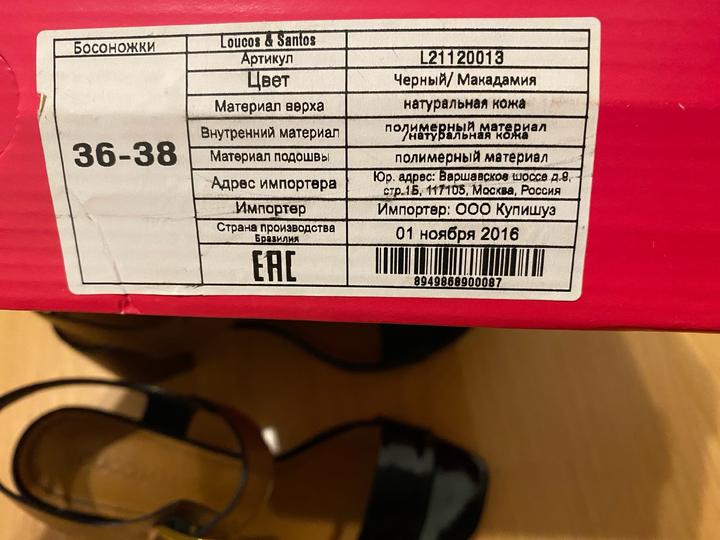 Босоножки
Loucos & Santos
Артикул
L21120013
Цвет
Черный/ Макадамия
Материал верха
натуральная кожа
36-38
Внутренний материал
полимерный материал
/натуральная кожа
Материал подошвы
полимерный материал
Адрес импортера
Юр. адрес: Варшавское шоссе д.9,
стр.1Б, 117105, Москва, Россия
Импортер
Импортер: ООО Купишуз
Страна производства
Бразилия
01 ноября 2016
EAC
8949868900087